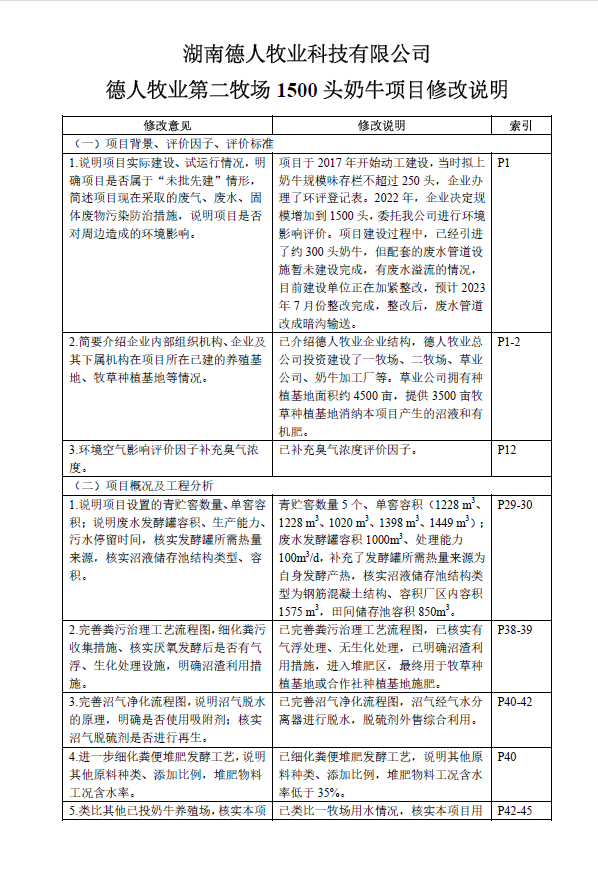 湖南德人牧业科技有限公司
德人牧业第二牧场 1500 头奶牛项目修改说明
修改意见 修改说明 索引
（一）项目背景、评价因子、评价标准
1.说明项目实际建设、试运行情况，明
确项目是否属于“未批先建”情形，
简述项目现在采取的废气、废水、固
体废物污染防治措施，说明项目是否
对周边造成的环境影响。
项目于 2017 年开始动工建设，当时拟上
奶牛规模味存栏不超过 250 头，企业办
理了环评登记表。2022 年，企业决定规
模增加到 1500 头，委托我公司进行环境
影响评价。项目建设过程中，已经引进
了约 300 头奶牛，但配套的废水管道设
施暂未建设完成，有废水溢流的情况，
目前建设单位正在加紧整改，预计 2023
年 7 月份整改完成，整改后，废水管道
改成暗沟输送。
P1
2.简要介绍企业内部组织机构、企业及
其下属机构在项目所在已建的养殖基
地、牧草种植基地等情况。
已介绍德人牧业企业结构，德人牧业总
公司投资建设了一牧场、二牧场、草业
公司、奶牛加工厂等。草业公司拥有种
植基地面积约 4500 亩，提供 3500 亩牧
草种植基地消纳本项目产生的沼液和有
机肥。
P1-2
3.环境空气影响评价因子补充臭气浓
度。
已补充臭气浓度评价因子。
P12
（二）项目概况及工程分析
1.说明项目设置的青贮窖数量、单窖容
积；说明废水发酵罐容积、生产能力、
污水停留时间，核实发酵罐所需热量
来源，核实沼液储存池结构类型、容
积。
青贮窖数量 5 个、单窖容积（1228 m³、
1228 m³、1020 m³、1398 m³、1449 m³）；
废水发酵罐容积 1000m³、处理能力
100m³/d，补充了发酵罐所需热量来源为
自身发酵产热，核实沼液储存池结构类
型为钢筋混凝土结构、容积厂区内容积
1575 m³，田间储存池容积 850m³。
P29-30
2.完善粪污治理工艺流程图，细化粪污
收集措施、核实厌氧发酵后是否有气
浮、生化处理设施，明确沼渣利用措
施。
已完善粪污治理工艺流程图，已核实有
气浮处理、无生化处理，已明确沼渣利
用措施，进入堆肥区，最终用于牧草种
植基地或合作社种植基地施肥。
P38-39
3.完善沼气净化流程图，说明沼气脱水
的原理，明确是否使用吸附剂；核实
沼气脱硫剂是否进行再生。
已完善沼气净化流程图，沼气经气水分
离器进行脱水，脱硫剂外售综合利用。
P40-42
4.进一步细化粪便堆肥发酵工艺，说明
其他原料种类、添加比例，堆肥物料
工况含水率。
已细化粪便堆肥发酵工艺，说明其他原
料种类、添加比例，堆肥物料工况含水
率低于 35%。
P40
5.类比其他已投奶牛养殖场，核实本项
已类比一牧场用水情况，核实本项目用
P42-45